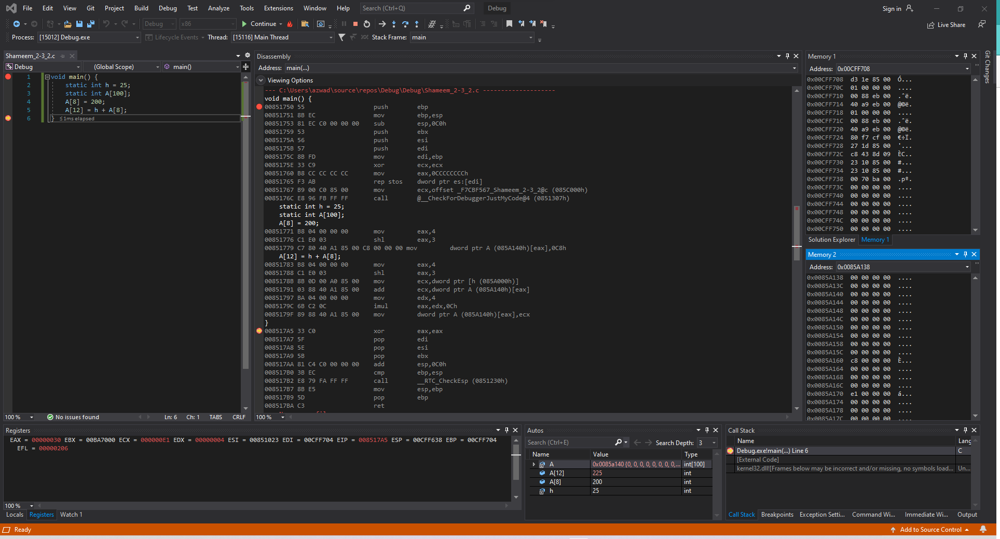 File Edit View Git Project Build Debug Test Analyze Tools Extensions Window Help Search (Ctrl+Q) Debug Sign in
Debug x86 Continue Live Share
Process: [15012] Debug.exe Lifecycle Events Thread: [15116] Main Thread Stack Frame: main
Shameem_2-3_2.c
Debug (Global Scope) main()
1 void main() {
2 static int h = 25;
3 static int A[100];
4 A[8] = 200;
5 A[12] = h + A[8];
6 } ≤1ms elapsed
100 % No issues found Ln: 6 Ch: 1 TABS CRLF
Disassembly
Address: main(...)
Viewing Options
--- C:\Users\azwad\source\repos\Debug\Debug\Shameem_2-3_2.c --------------------
void main() {
00851750 55 push ebp
00851751 8B EC mov ebp,esp
00851753 81 EC C0 00 00 00 sub esp,0C0h
00851759 53 push ebx
0085175A 56 push esi
0085175B 57 push edi
0085175C 8B FD mov edi,ebp
0085175E 33 C9 xor ecx,ecx
00851760 B8 CC CC CC CC mov eax,0CCCCCCCCh
00851765 F3 AB rep stos dword ptr es:[edi]
00851767 B9 00 C0 85 00 mov ecx,offset _F7CBF567_Shameem_2-3_2@c (085C000h)
0085176C E8 96 FB FF FF call @__CheckForDebuggerJustMyCode@4 (0851307h)
static int h = 25;
static int A[100];
A[8] = 200;
00851771 B8 04 00 00 00 mov eax,4
00851776 C1 E0 03 shl eax,3
00851779 C7 80 40 A1 85 00 C8 00 00 00 mov dword ptr A (085A140h)[eax],0C8h
A[12] = h + A[8];
00851783 B8 04 00 00 00 mov eax,4
00851788 C1 E0 03 shl eax,3
0085178B 8B 0D 00 A0 85 00 mov ecx,dword ptr [h (085A000h)]
00851791 03 88 40 A1 85 00 add ecx,dword ptr A (085A140h)[eax]
00851797 BA 04 00 00 00 mov edx,4
0085179C 6B C2 0C imul eax,edx,0Ch
0085179F 89 88 40 A1 85 00 mov dword ptr A (085A140h)[eax],ecx
}
008517A5 33 C0 xor eax,eax
008517A7 5F pop edi
008517A8 5E pop esi
008517A9 5B pop ebx
008517AA 81 C4 C0 00 00 00 add esp,0C0h
008517B0 3B EC cmp ebp,esp
008517B2 E8 79 FA FF FF call __RTC_CheckEsp (0851230h)
008517B7 8B E5 mov esp,ebp
008517B9 5D pop ebp
008517BA C3 ret
100 %
Memory 1
Address: 0x00CFF708
0x00CFF708 d3 1e 85 00 Ó...
0x00CFF70C 01 00 00 00 ....
0x00CFF710 00 88 eb 00 .ˆë.
0x00CFF714 40 a9 eb 00 @©ë.
0x00CFF718 01 00 00 00 ....
0x00CFF71C 00 88 eb 00 .ˆë.
0x00CFF720 40 a9 eb 00 @©ë.
0x00CFF724 80 f7 cf 00 €÷Ï.
0x00CFF728 27 1d 85 00 '...
0x00CFF72C c8 43 8d 09 ÈC..
0x00CFF730 23 10 85 00 #...
0x00CFF734 23 10 85 00 #...
0x00CFF738 00 70 ba 00 .pº.
0x00CFF73C 00 00 00 00 ....
0x00CFF740 00 00 00 00 ....
0x00CFF744 00 00 00 00 ....
0x00CFF748 00 00 00 00 ....
0x00CFF74C 00 00 00 00 ....
0x00CFF750 00 00 00 00 ....
Solution Explorer Memory 1
Git Changes
Memory 2
Address: 0x0085A138
0x0085A138 00 00 00 00 ....
0x0085A13C 00 00 00 00 ....
0x0085A140 00 00 00 00 ....
0x0085A144 00 00 00 00 ....
0x0085A148 00 00 00 00 ....
0x0085A14C 00 00 00 00 ....
0x0085A150 00 00 00 00 ....
0x0085A154 00 00 00 00 ....
0x0085A158 00 00 00 00 ....
0x0085A15C 00 00 00 00 ....
0x0085A160 c8 00 00 00 È...
0x0085A164 00 00 00 00 ....
0x0085A168 00 00 00 00 ....
0x0085A16C 00 00 00 00 ....
0x0085A170 e1 00 00 00 á...
0x0085A174 00 00 00 00 ....
0x0085A178 00 00 00 00 ....
0x0085A17C 00 00 00 00 ....
Registers
EAX = 00000030 EBX = 00BA7000 ECX = 000000E1 EDX = 00000004 ESI = 00851023 EDI = 00CFF704 EIP = 008517A5 ESP = 00CFF638 EBP = 00CFF704
EFL = 00000206
100 %
Locals Registers Watch 1
Autos
Search (Ctrl+E) Search Depth: 3
Name Value Type
A 0x0085a140 {0, 0, 0, 0, 0, 0, 0, 0,... int[100]
A[12] 225 int
A[8] 200 int
h 25 int
Call Stack
Name Lang
Debug.exe!main(...) Line 6 C
[External Code]
kernel32.dll![Frames below may be incorrect and/or missing, no symbols load... Un...
Call Stack Breakpoints Exception Setti... Command Wi... Immediate Wi... Output
Ready Add to Source Control